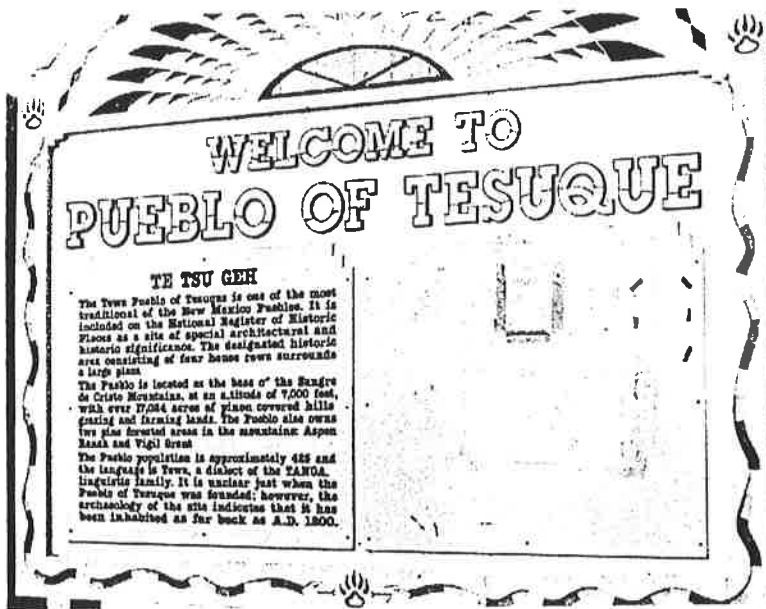 WELCOME TO
PUEBLO OF TESUQUE
TE TSU GEH
The Tewa Pueblo of Tesuque is one of the most
traditional of the New Mexico Pueblos. It is
included on the National Register of Historic
Places as a site of special architectural and
historic significance. The designated historic
area consisting of four house rows surrounds
a large plaza
The Pueblo is located at the base of the Sangre
de Cristo Mountains, at an altitude of 7,000 feet,
with over 17,024 acres of pinon covered hills
grazing and farming lands. The Pueblo also owns
two pine forested areas in the mountains: Aspen
Ranch and Vigil Grant
The Pueblo population is approximately 425 and
the language is Tewa, a dialect of the TANOA
linguistic family. It is unclear just when the
Pueblo of Tesuque was founded; however, the
archaeology of the site indicates that it has
been inhabited as far back as A.D. 1200.